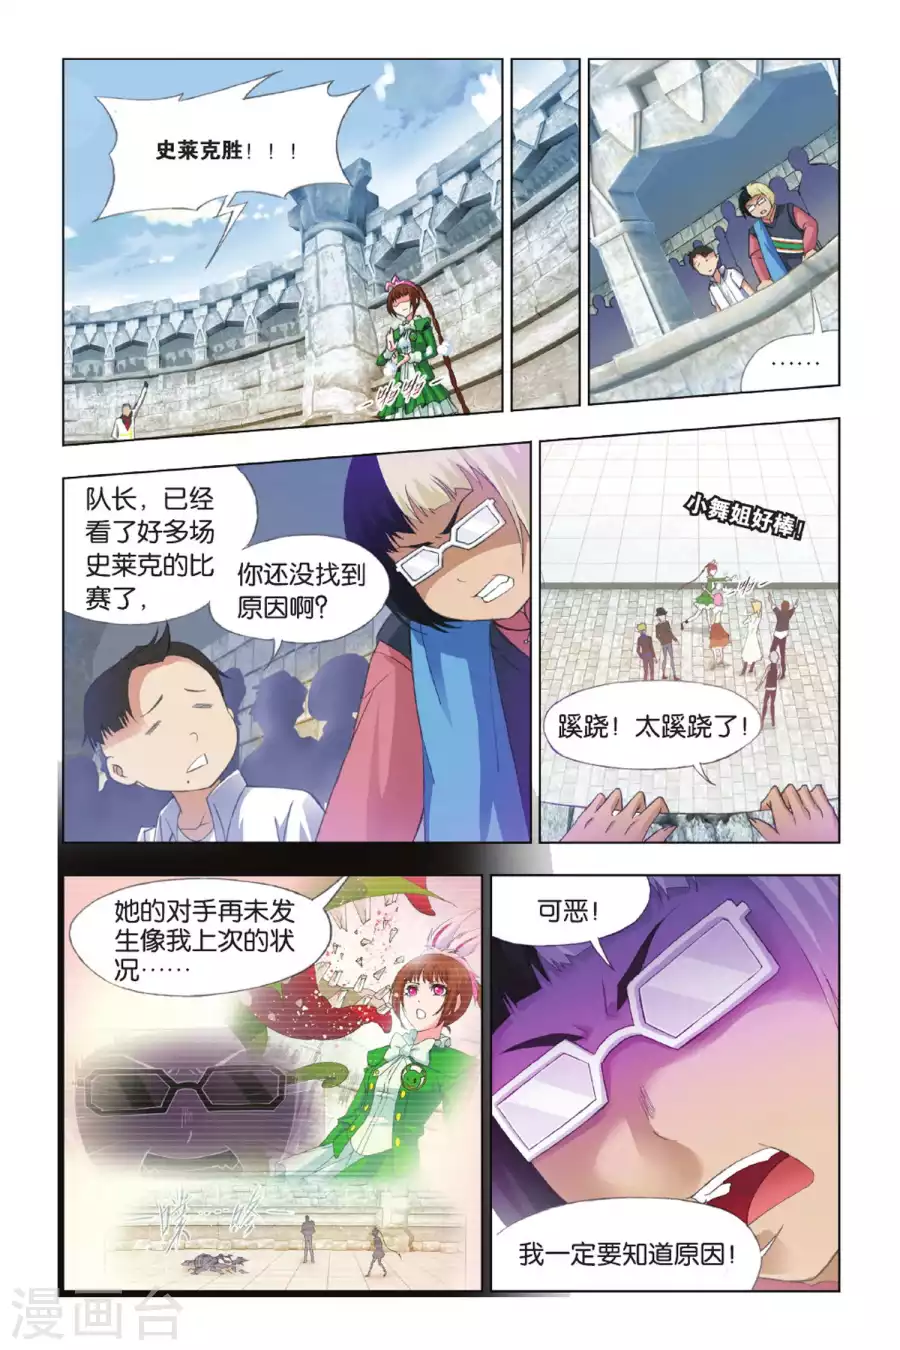 史莱克胜！！！
……
队长，已经
看了好多场
史莱克的比
赛了，
你还没找到
原因啊？
小舞姐好棒！
蹊跷！太蹊跷了！
她的对手再未发
生像我上次的状
况……
可恶！
我一定要知道原因！
漫画台